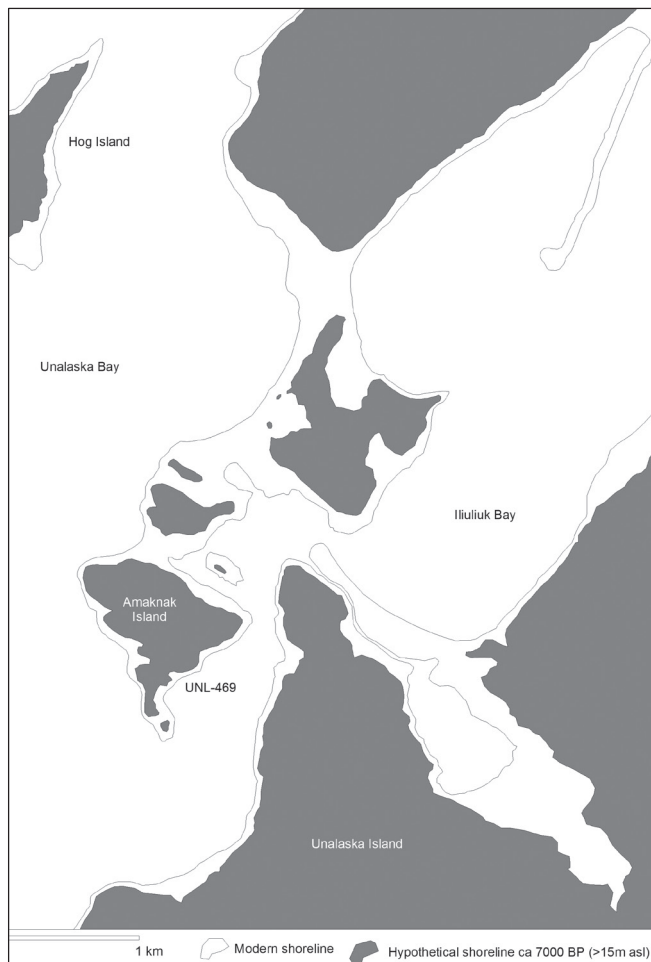 Hog Island
Unalaska Bay
Iliuliuk Bay
Amaknak
Island
UNL-469
Unalaska Island
1 km
Modern shoreline
Hypothetical shoreline ca 7000 BP (>15m asl)